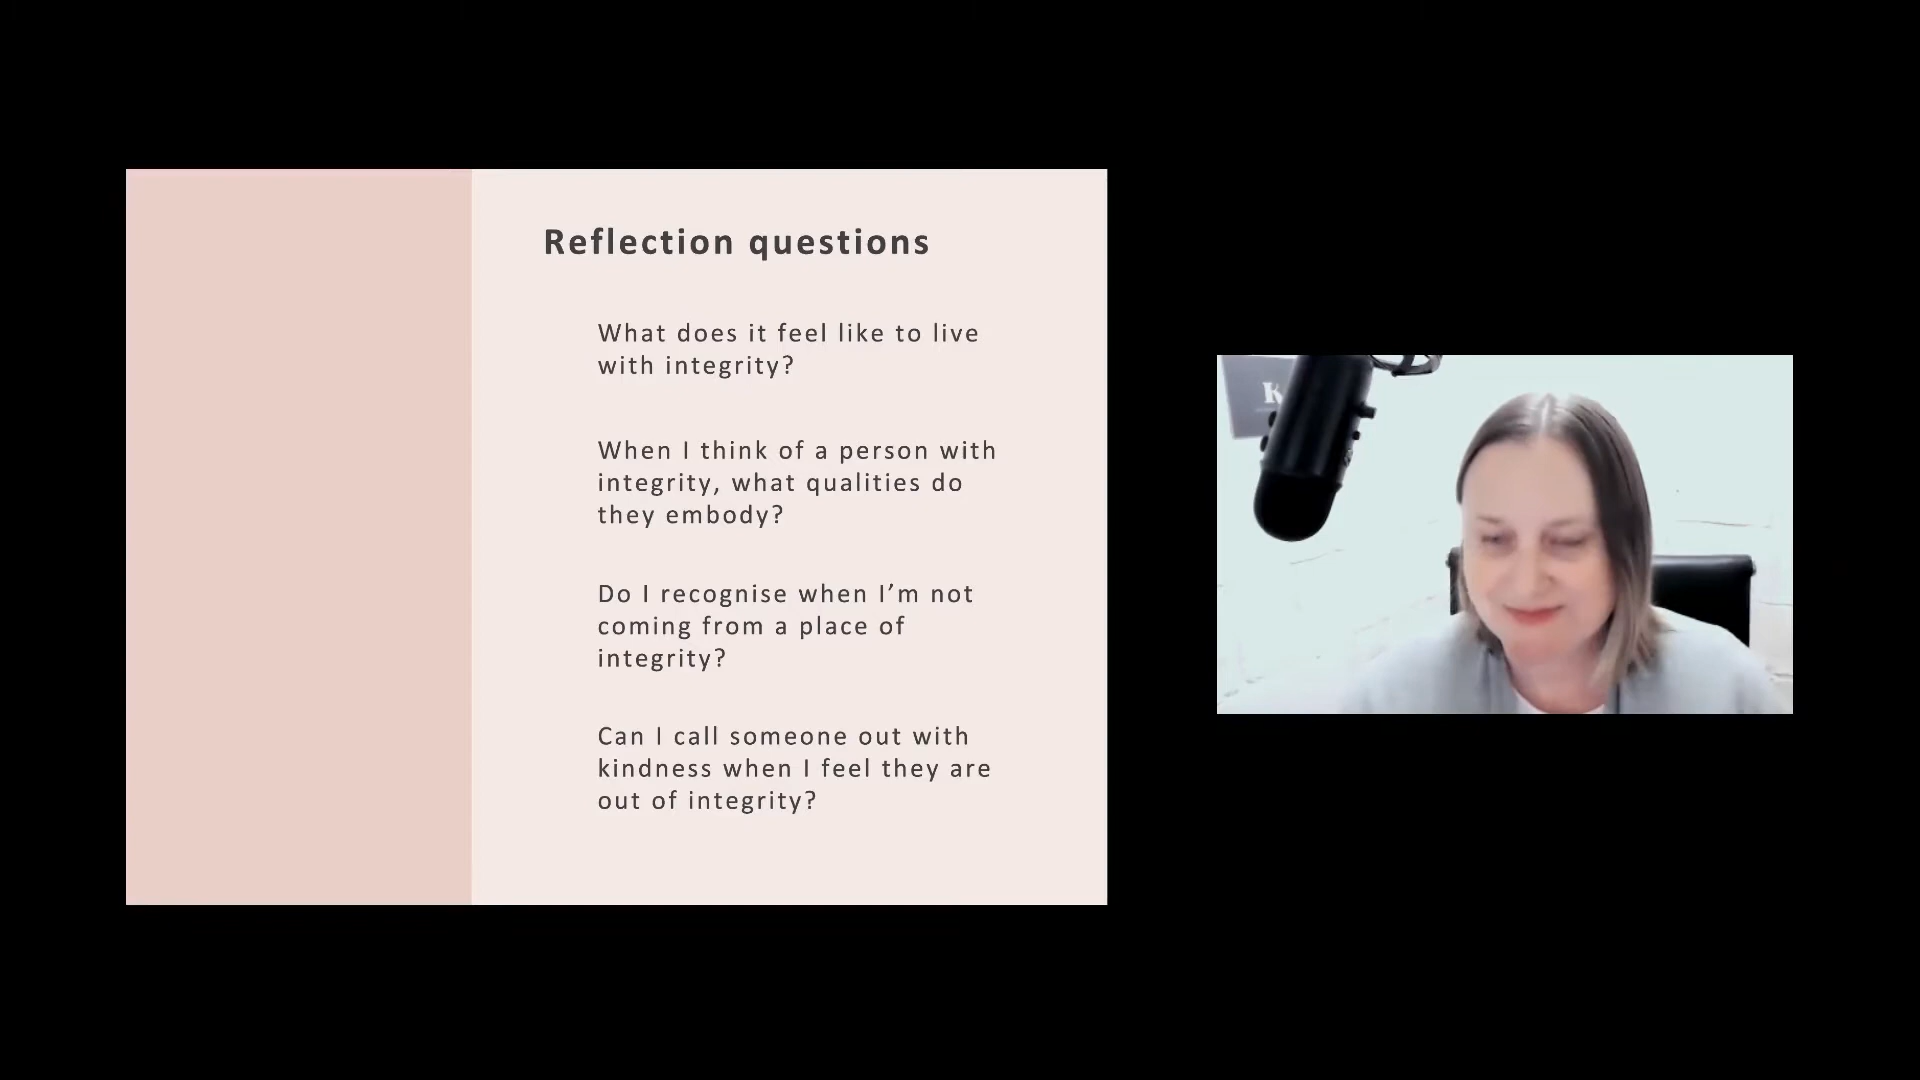 Reflection questions
What does it feel like to live
with integrity?
When I think of a person with
integrity, what qualities do
they embody?
Do I recognise when I’m not
coming from a place of
integrity?
Can I call someone out with
kindness when I feel they are
out of integrity?
K